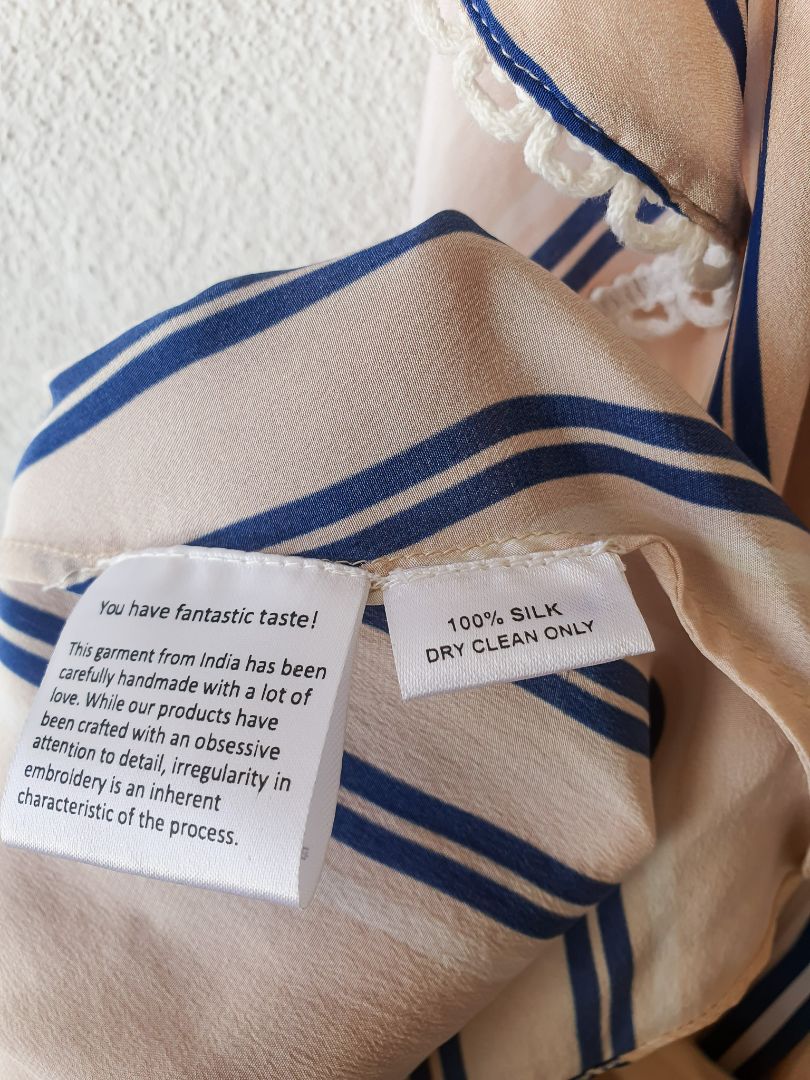 You have fantastic taste!
This garment from India has been
carefully handmade with a lot of
love. While our products have
been crafted with an obsessive
attention to detail, irregularity in
embroidery is an inherent
characteristic of the process.
100% SILK
DRY CLEAN ONLY